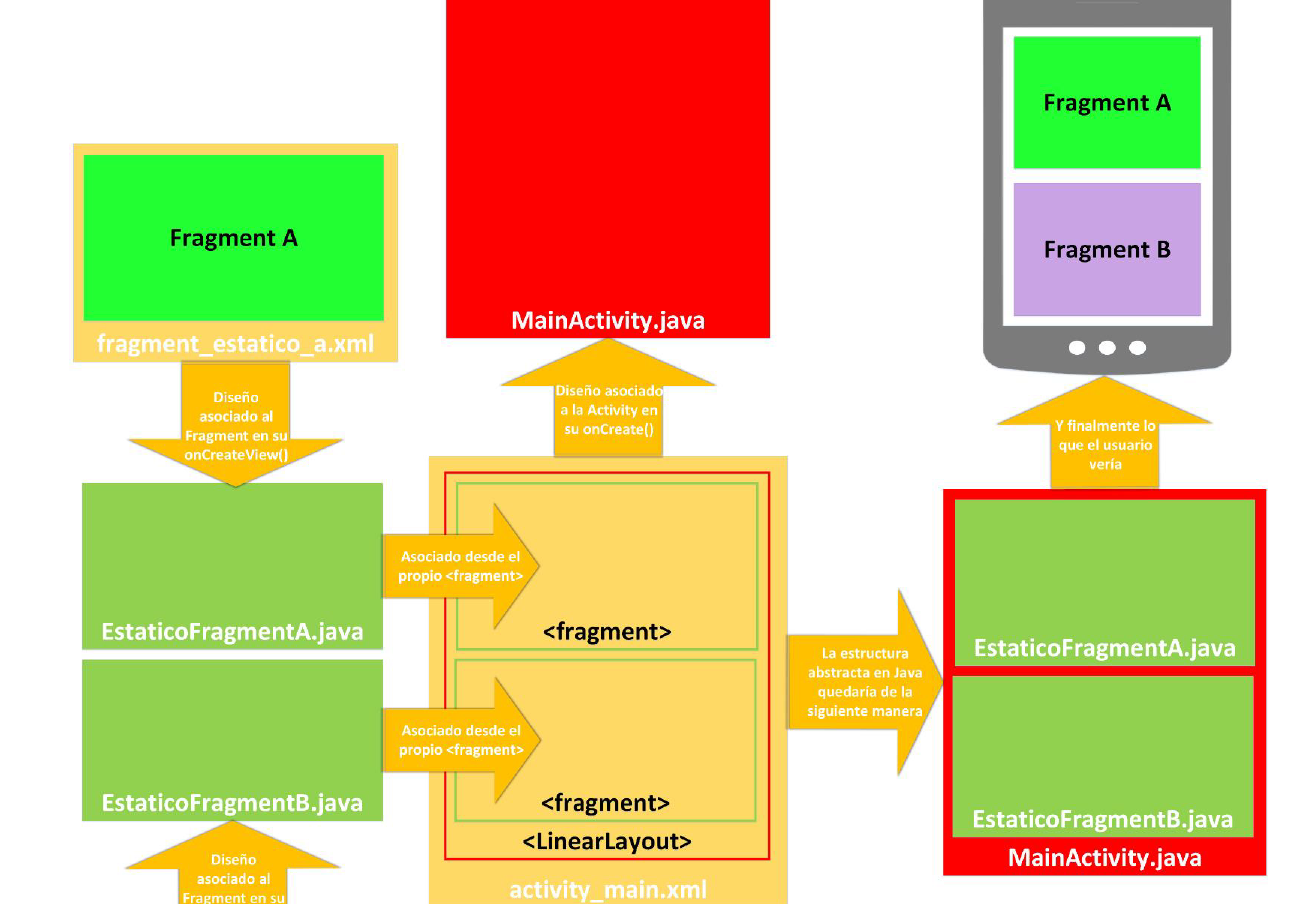 Fragment A
fragment_estatico_a.xml
Diseño
asociado al
Fragment en su
onCreateView()
EstaticoFragmentA.java
EstaticoFragmentB.java
Diseño
asociado al
Fragment en su
MainActivity.java
Diseño asociado
a la Activity en
su onCreate()
Asociado desde el
propio <fragment>
<fragment>
Asociado desde el
propio <fragment>
<fragment>
<LinearLayout>
activity_main.xml
La estructura
abstracta en Java
quedaría de la
siguiente manera
Fragment A
Fragment B
Y finalmente lo
que el usuario
vería
EstaticoFragmentA.java
EstaticoFragmentB.java
MainActivity.java